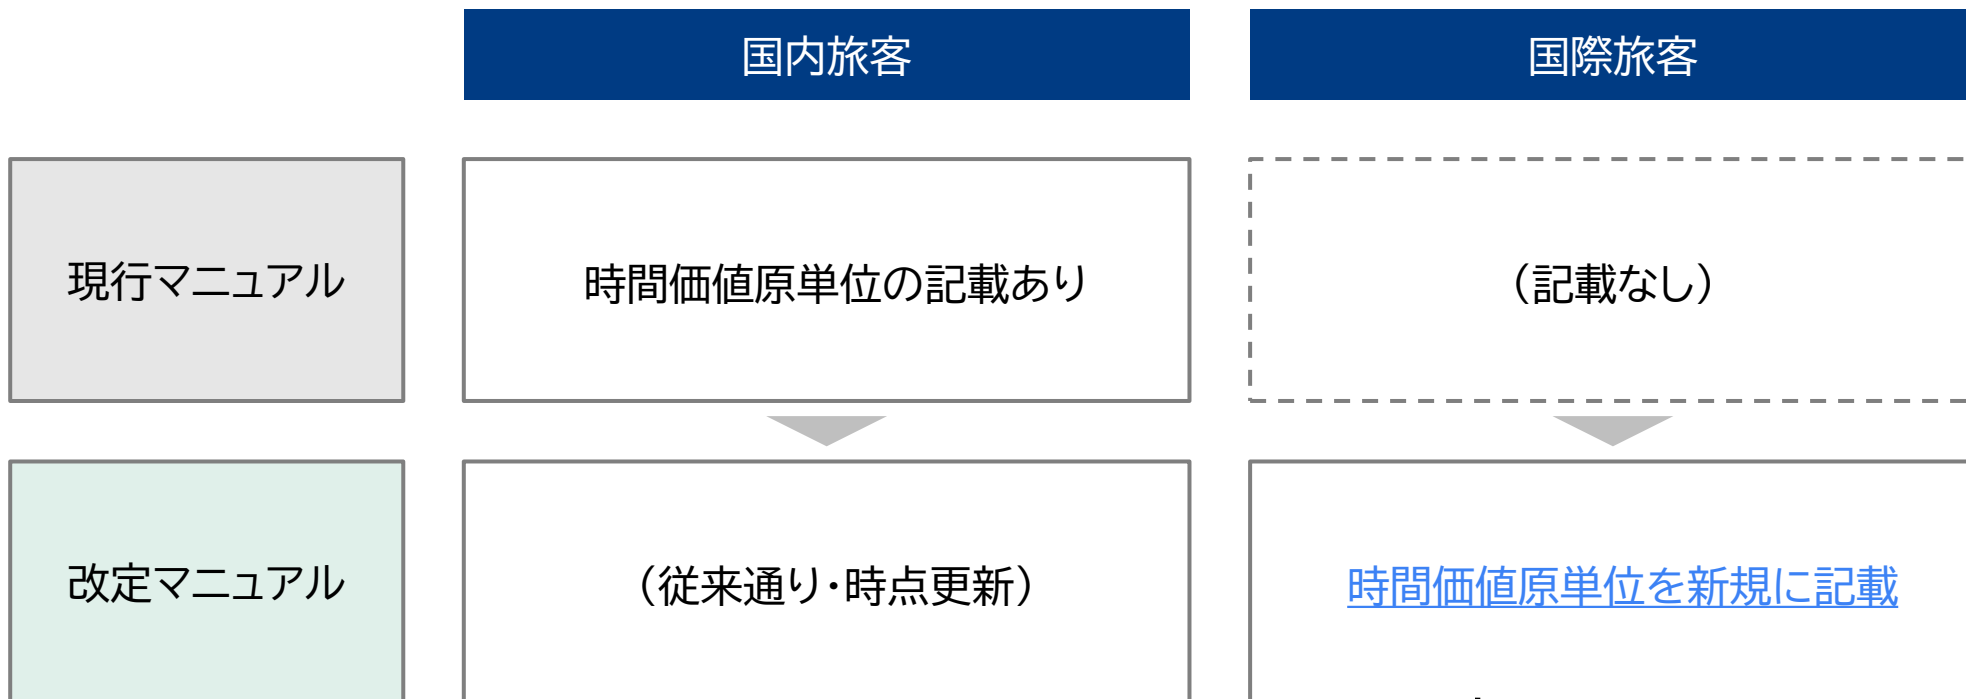 国内旅客
国際旅客
現行マニュアル
時間価値原単位の記載あり
（記載なし）
改定マニュアル
（従来通り・時点更新）
時間価値原単位を新規に記載